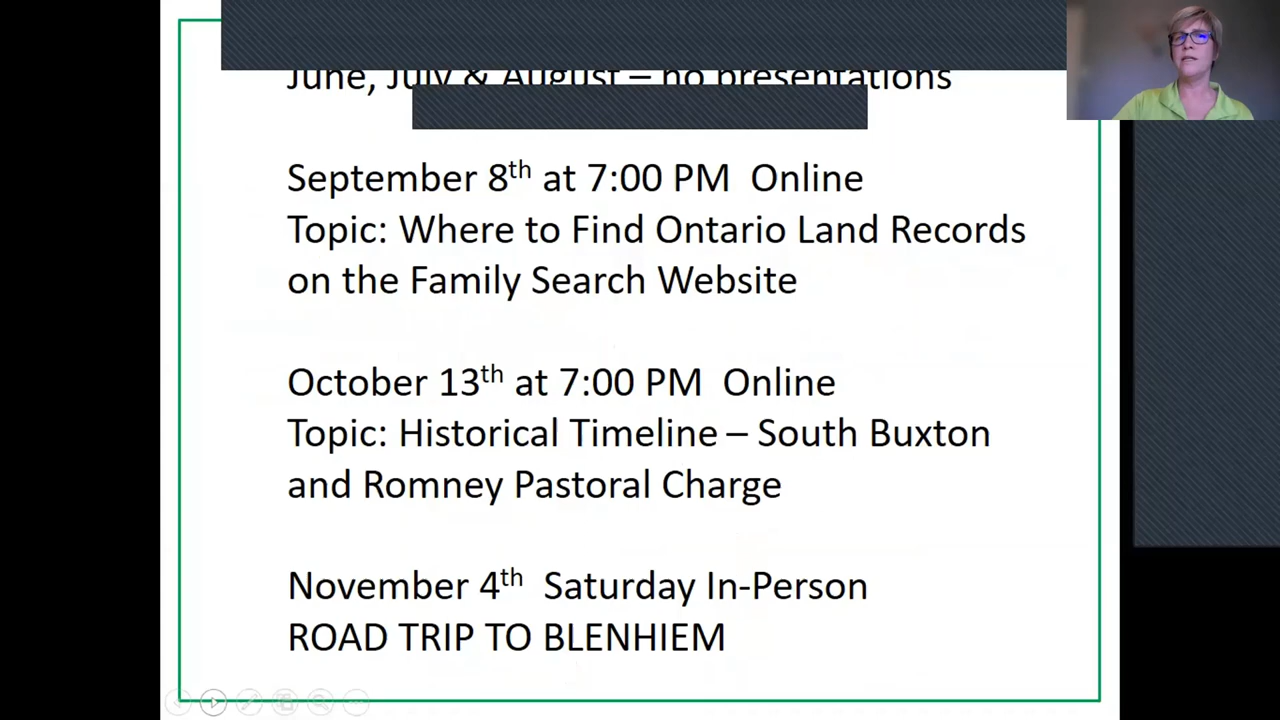 June, July & August – no presentations
September 8th at 7:00 PM Online
Topic: Where to Find Ontario Land Records
on the Family Search Website
October 13th at 7:00 PM Online
Topic: Historical Timeline – South Buxton
and Romney Pastoral Charge
November 4th Saturday In-Person
ROAD TRIP TO BLENHIEM